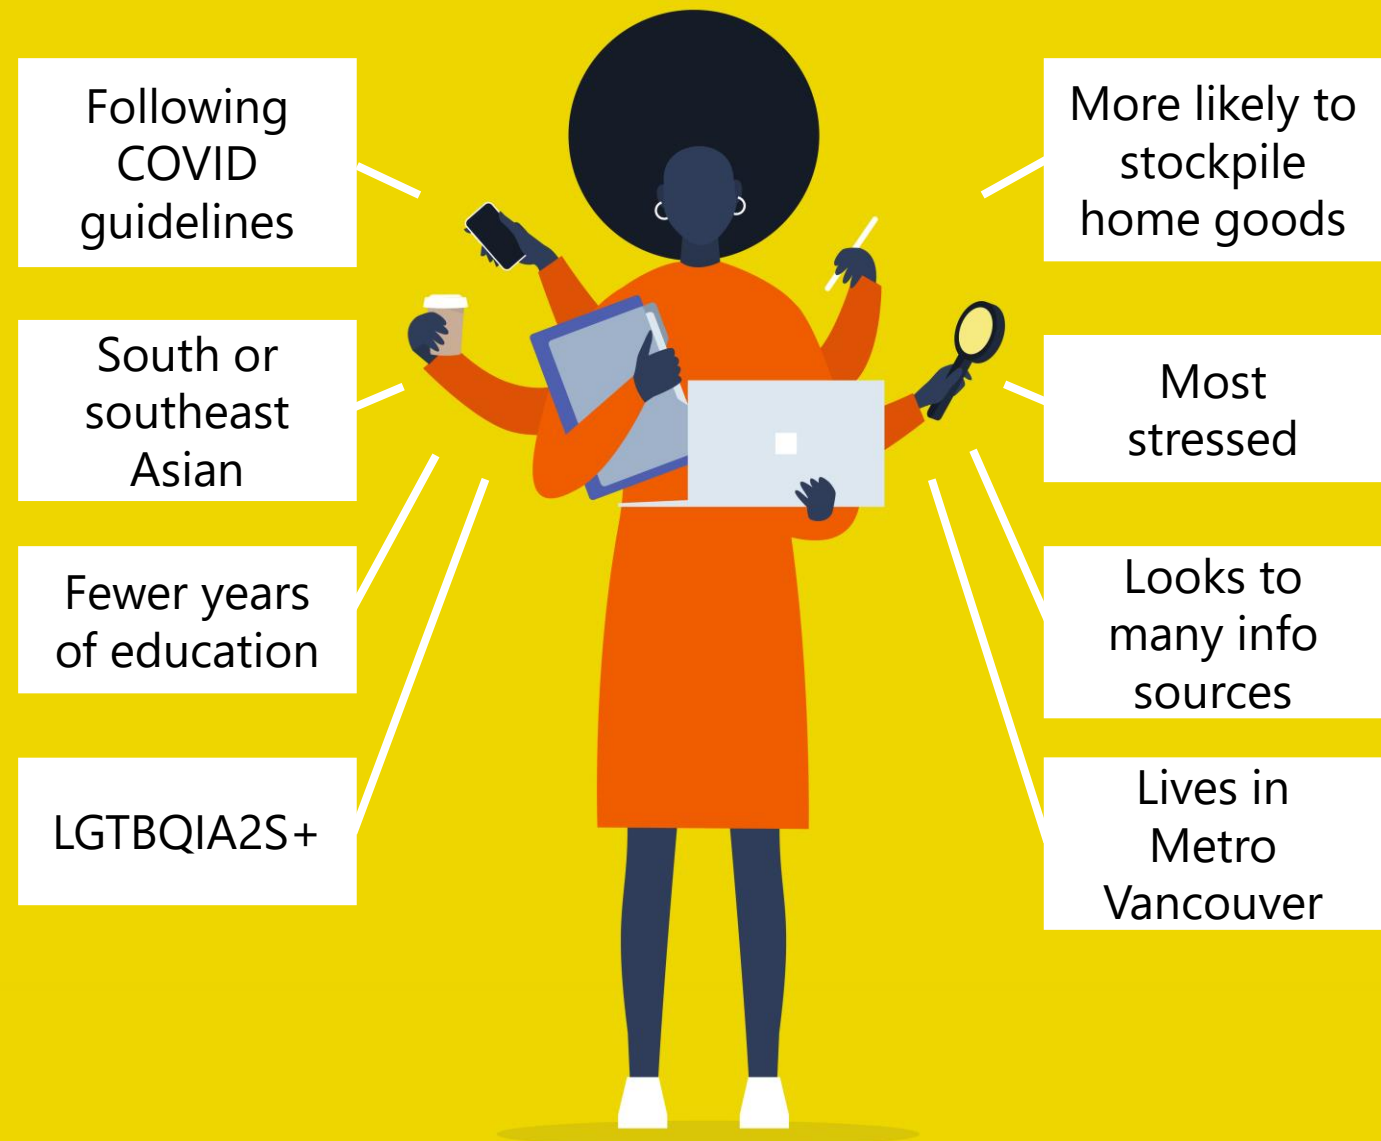 Following
COVID
guidelines
South or
southeast
Asian
Fewer years
of education
LGTBQIA2S+
More likely to
stockpile
home goods
Most
stressed
Looks to
many info
sources
Lives in
Metro
Vancouver